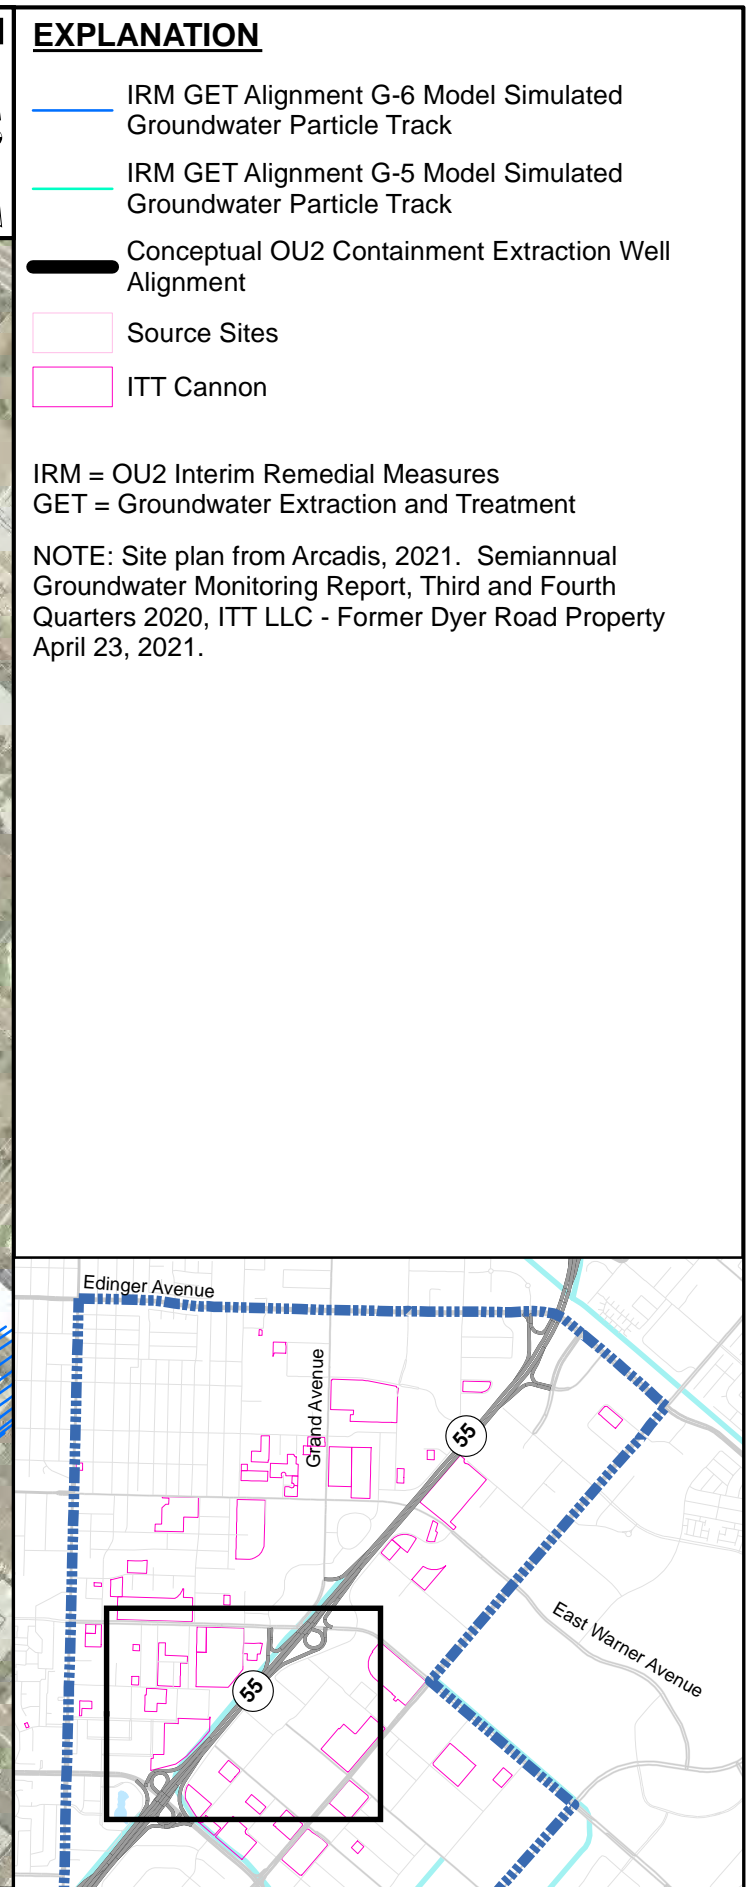 EXPLANATION
IRM GET Alignment G-6 Model Simulated
Groundwater Particle Track
IRM GET Alignment G-5 Model Simulated
Groundwater Particle Track
Conceptual OU2 Containment Extraction Well
Alignment
Source Sites
ITT Cannon
IRM = OU2 Interim Remedial Measures
GET = Groundwater Extraction and Treatment
NOTE: Site plan from Arcadis, 2021.  Semiannual
Groundwater Monitoring Report, Third and Fourth
Quarters 2020, ITT LLC - Former Dyer Road Property
April 23, 2021.
Edinger Avenue
Grand Avenue
55
East Warner Avenue
55